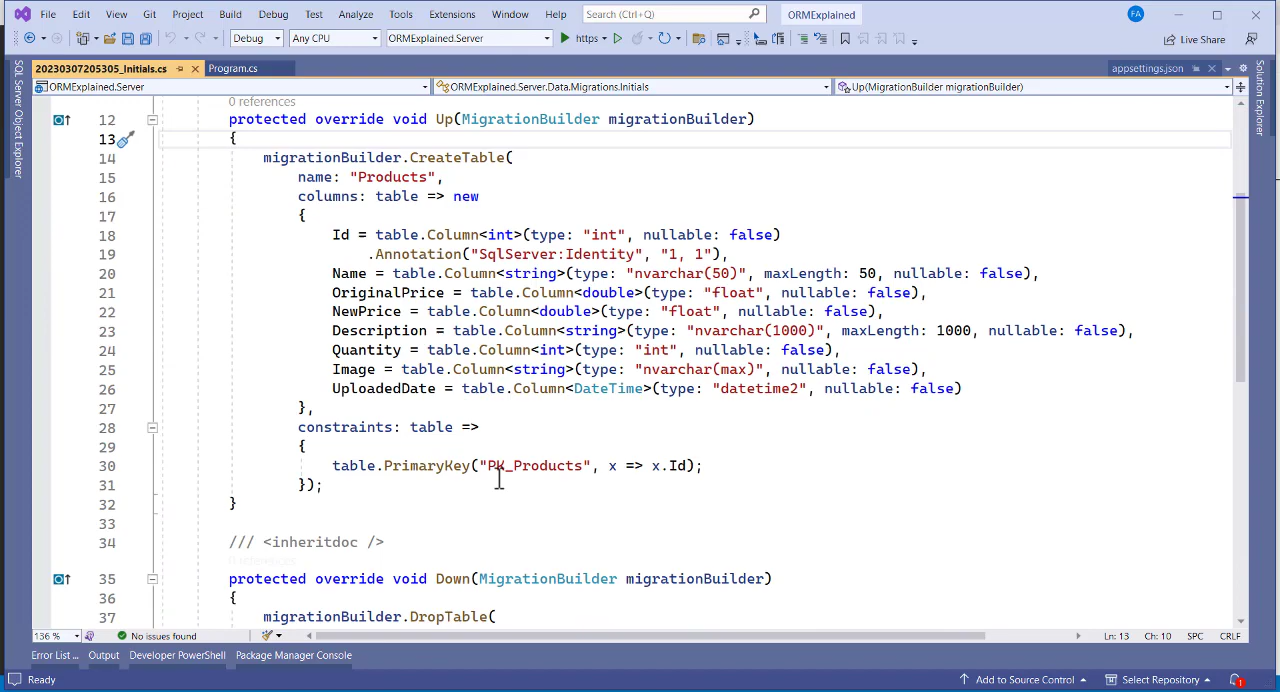 File Edit View Git Project Build Debug Test Analyze Tools Extensions Window Help Search (Ctrl+Q) ORMExplained FA
Debug Any CPU ORMExplained.Server https Live Share
20230307205305_Initials.cs Program.cs appsettings.json
ORMExplained.Server ORMExplained.Server.Data.Migrations.Initials Up(MigrationBuilder migrationBuilder)
SQL Server Object Explorer
Solution Explorer
0 references
12 protected override void Up(MigrationBuilder migrationBuilder)
13 {
14 migrationBuilder.CreateTable(
15 name: "Products",
16 columns: table => new
17 {
18 Id = table.Column<int>(type: "int", nullable: false)
19 .Annotation("SqlServer:Identity", "1, 1"),
20 Name = table.Column<string>(type: "nvarchar(50)", maxLength: 50, nullable: false),
21 OriginalPrice = table.Column<double>(type: "float", nullable: false),
22 NewPrice = table.Column<double>(type: "float", nullable: false),
23 Description = table.Column<string>(type: "nvarchar(1000)", maxLength: 1000, nullable: false),
24 Quantity = table.Column<int>(type: "int", nullable: false),
25 Image = table.Column<string>(type: "nvarchar(max)", nullable: false),
26 UploadedDate = table.Column<DateTime>(type: "datetime2", nullable: false)
27 },
28 constraints: table =>
29 {
30 table.PrimaryKey("PK_Products", x => x.Id);
31 });
32 }
33
34 /// <inheritdoc />
0 references
35 protected override void Down(MigrationBuilder migrationBuilder)
36 {
37 migrationBuilder.DropTable(
136 % No issues found Ln: 13 Ch: 10 SPC CRLF
Error List ... Output Developer PowerShell Package Manager Console
Ready Add to Source Control Select Repository 1